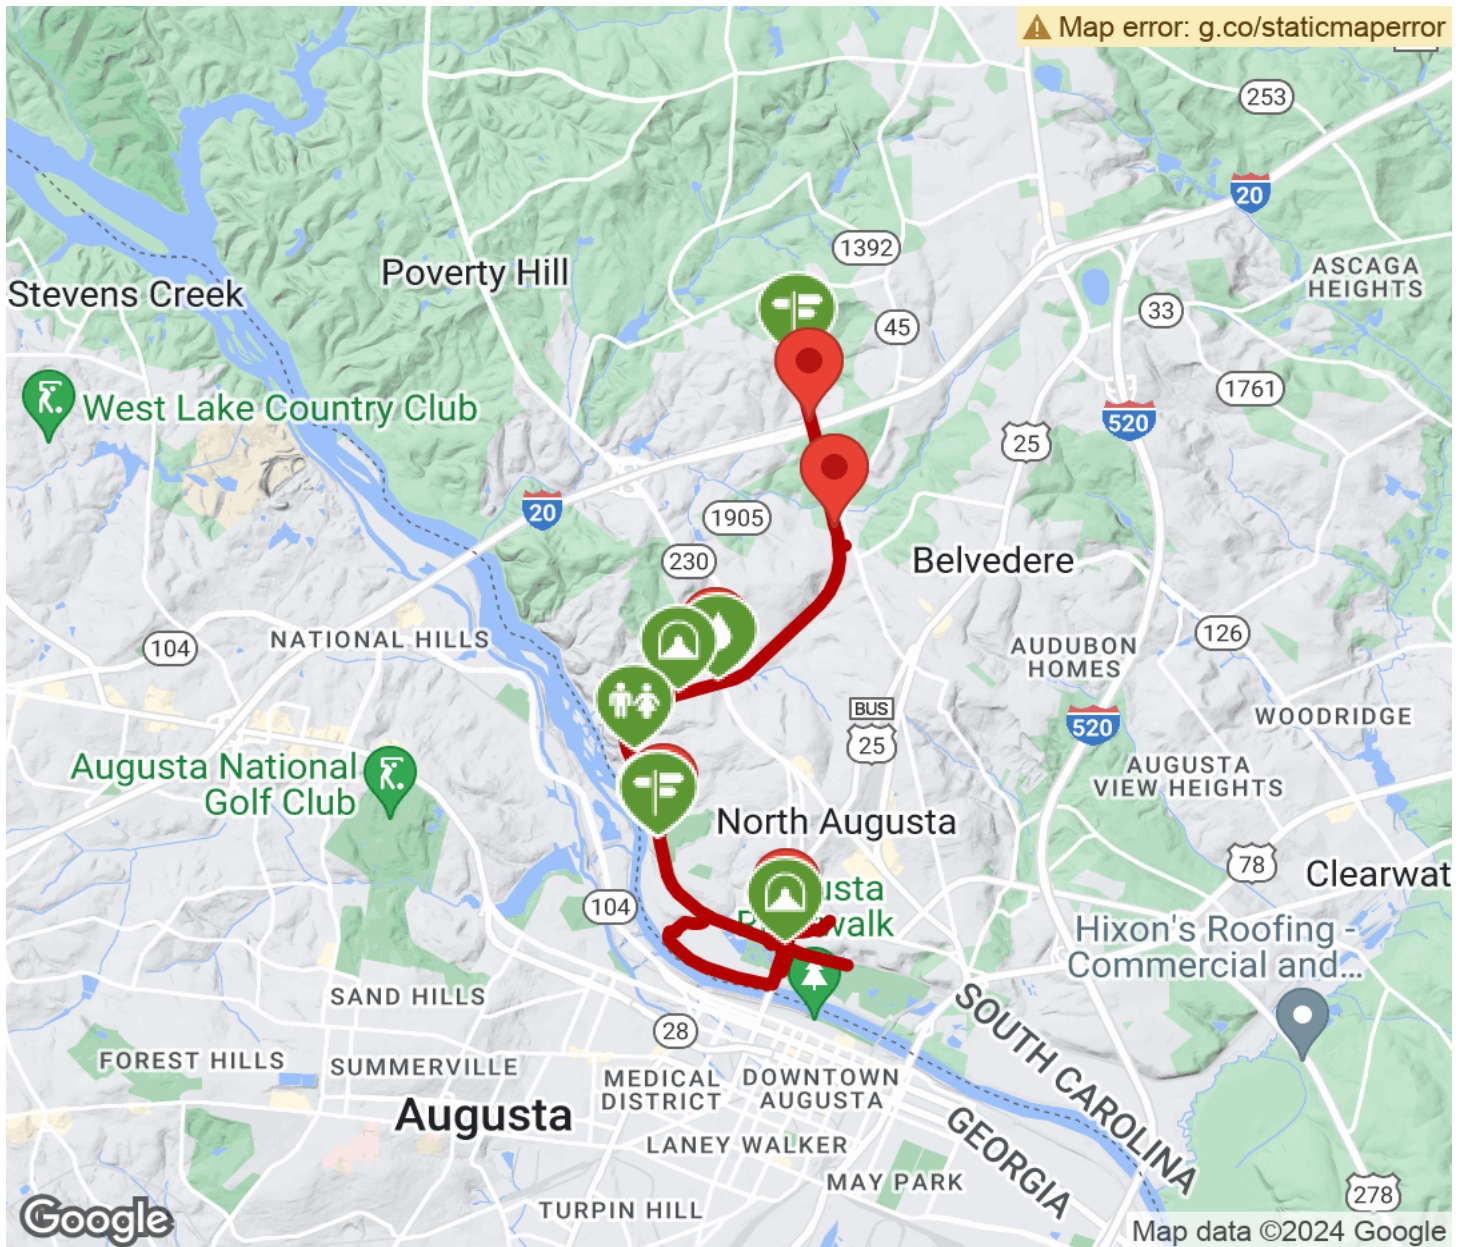 Map error: g.co/staticmaperror
253
20
1392
Poverty Hill
ASCAGA
HEIGHTS
Stevens Creek
33
45
1761
West Lake Country Club
520
25
20
1905
230
Belvedere
NATIONAL HILLS
104
126
AUDUBON
HOMES
BUS
25
520
WOODRIDGE
Augusta National
Golf Club
AUGUSTA
VIEW HEIGHTS
North Augusta
78
Clearwat
usta
walk
104
Hixon's Roofing -
Commercial and...
SAND HILLS
28
SOUTH CAROLINA
FOREST HILLS
SUMMERVILLE
MEDICAL
DISTRICT
DOWNTOWN
AUGUSTA
Augusta
GEORGIA
LANEY WALKER
MAY PARK
278
TURPIN HILL
Google
Map data ©2024 Google